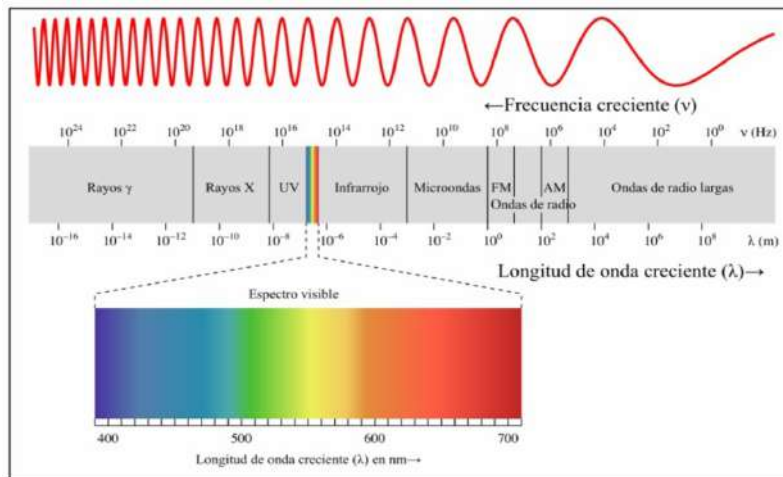 ←Frecuencia creciente (ν)
10²⁴ 10²² 10²⁰ 10¹⁸ 10¹⁶ 10¹⁴ 10¹² 10¹⁰ 10⁸ 10⁶ 10⁴ 10² 10⁰ ν (Hz)
Rayos γ Rayos X UV Infrarrojo Microondas FM AM Ondas de radio largas
Ondas de radio
10⁻¹⁶ 10⁻¹⁴ 10⁻¹² 10⁻¹⁰ 10⁻⁸ 10⁻⁶ 10⁻⁴ 10⁻² 10⁰ 10² 10⁴ 10⁶ 10⁸ λ (m)
Longitud de onda creciente (λ)→
Espectro visible
400 500 600 700
Longitud de onda creciente (λ) en nm→